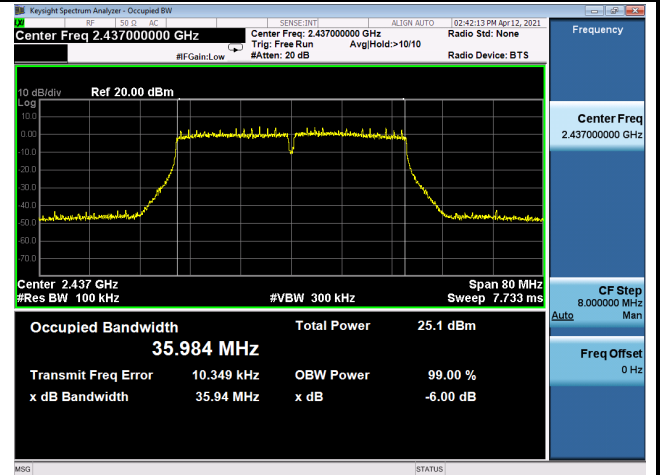 Keysight Spectrum Analyzer - Occupied BW
LXI RF 50 Ω AC SENSE:INT ALIGN AUTO 02:42:13 PM Apr 12, 2021
Center Freq 2.437000000 GHz
Center Freq: 2.437000000 GHz
Radio Std: None
Trig: Free Run Avg|Hold:>10/10
#IFGain:Low #Atten: 20 dB Radio Device: BTS
10 dB/div Ref 20.00 dBm
Log
10.0
0.00
-10.0
-20.0
-30.0
-40.0
-50.0
-60.0
-70.0
Center 2.437 GHz Span 80 MHz
#Res BW 100 kHz #VBW 300 kHz Sweep 7.733 ms
Occupied Bandwidth Total Power 25.1 dBm
35.984 MHz
Transmit Freq Error 10.349 kHz OBW Power 99.00 %
x dB Bandwidth 35.94 MHz x dB -6.00 dB
MSG STATUS
Frequency
Center Freq
2.437000000 GHz
CF Step
8.000000 MHz
Auto Man
Freq Offset
0 Hz